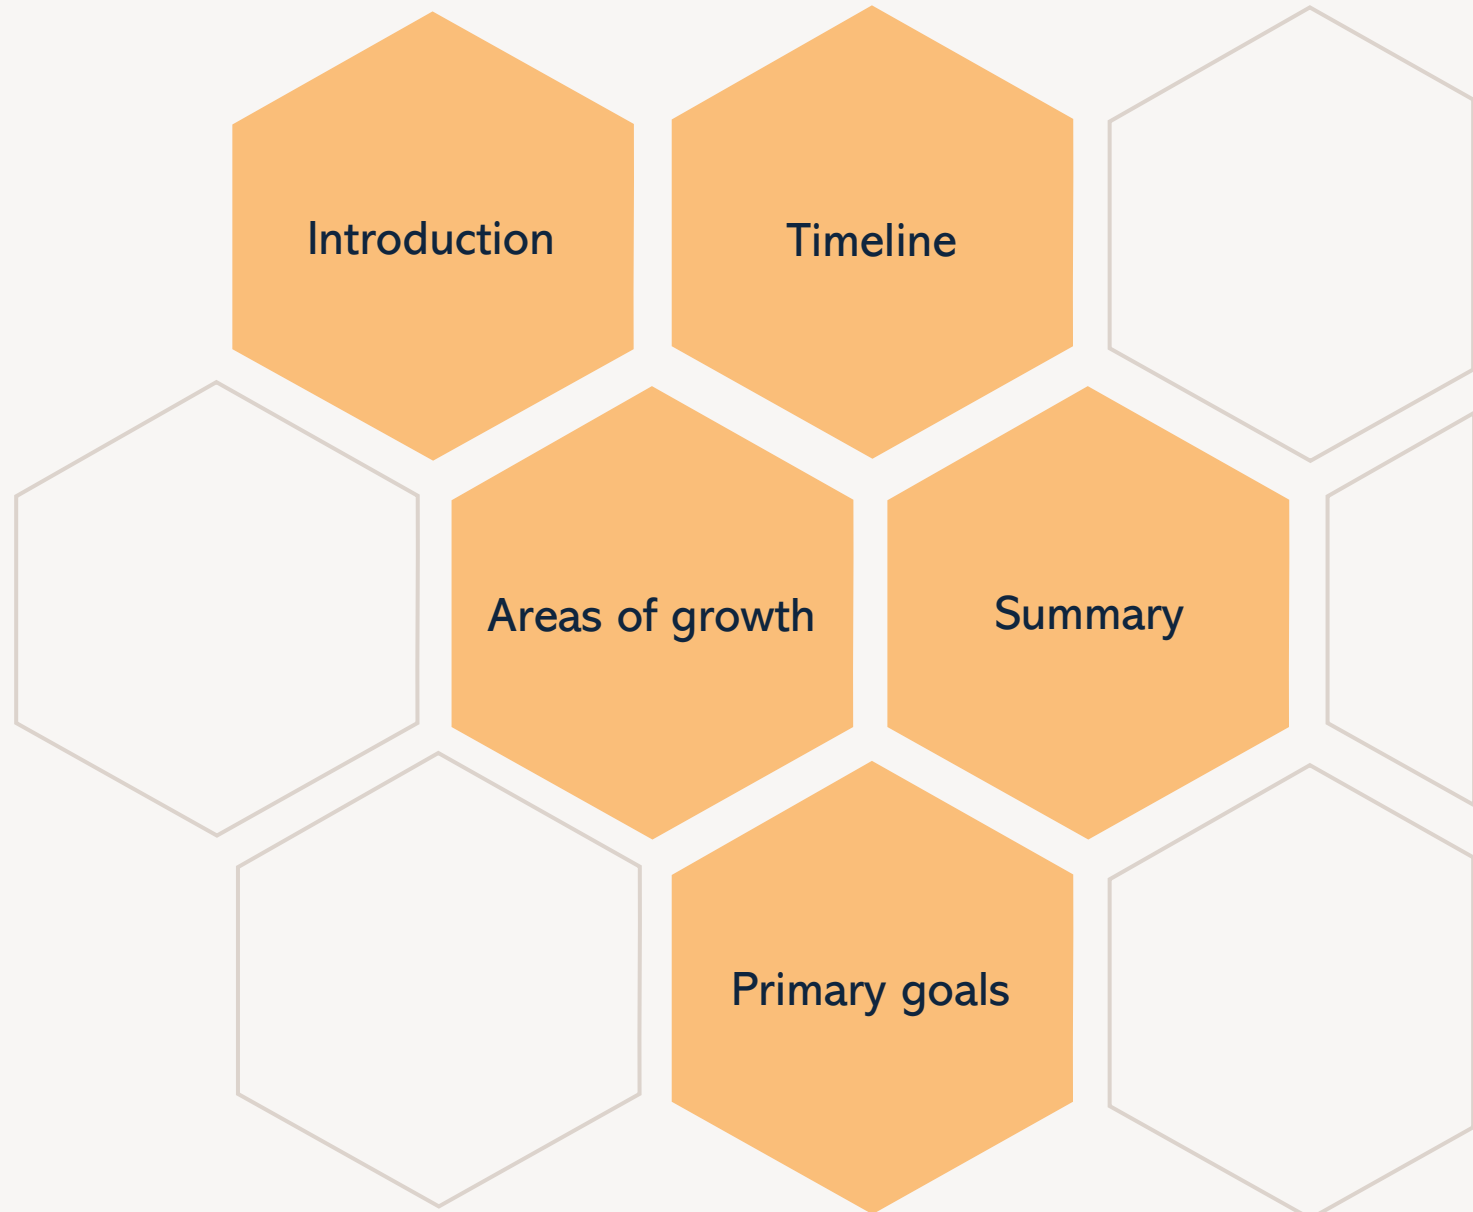 Introduction
Timeline
Areas of growth
Summary
Primary goals